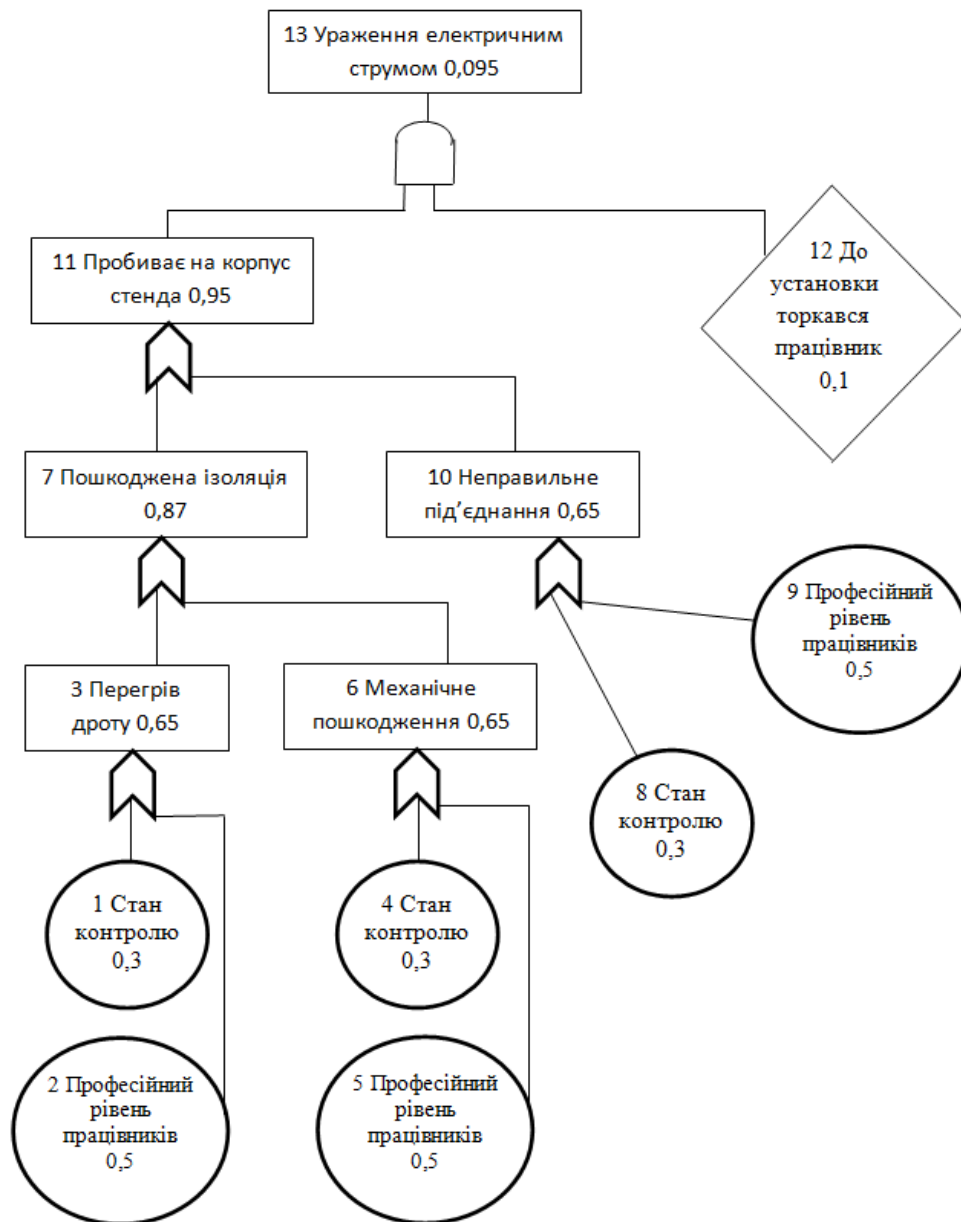 13 Ураження електричним
струмом 0,095
11 Пробиває на корпус
стенда 0,95
12 До
установки
торкався
працівник
0,1
7 Пошкоджена ізоляція
0,87
10 Неправильне
під’єднання 0,65
9 Професійний
рівень
працівників
0,5
3 Перегрів
дроту 0,65
6 Механічне
пошкодження 0,65
8 Стан
контролю
0,3
1 Стан
контролю
0,3
4 Стан
контролю
0,3
2 Професійний
рівень
працівників
0,5
5 Професійний
рівень
працівників
0,5